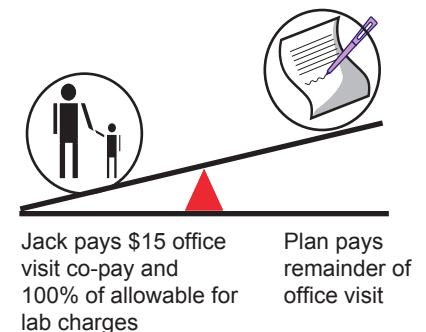 Jack pays $15 office
visit co-pay and
100% of allowable for
lab charges
Plan pays
remainder of
office visit